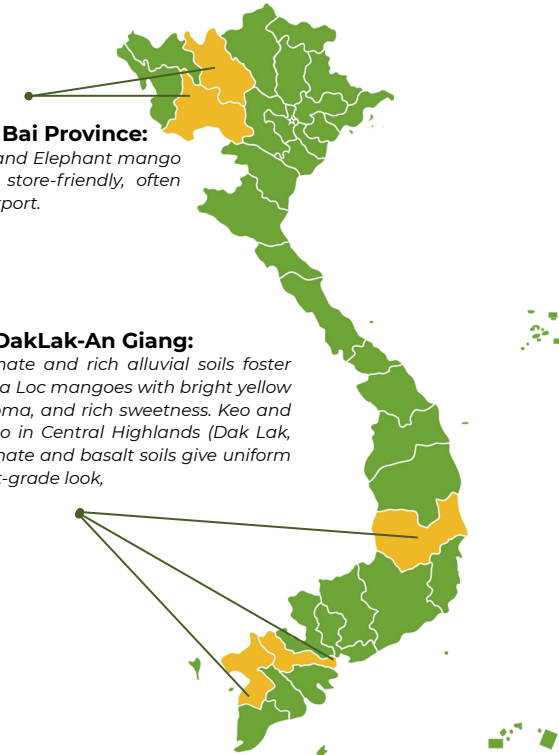 Bai Province:
and Elephant mango
store-friendly, often
port.
DakLak-An Giang:
nate and rich alluvial soils foster
a Loc mangoes with bright yellow
oma, and rich sweetness. Keo and
o in Central Highlands (Dak Lak,
nate and basalt soils give uniform
t-grade look,